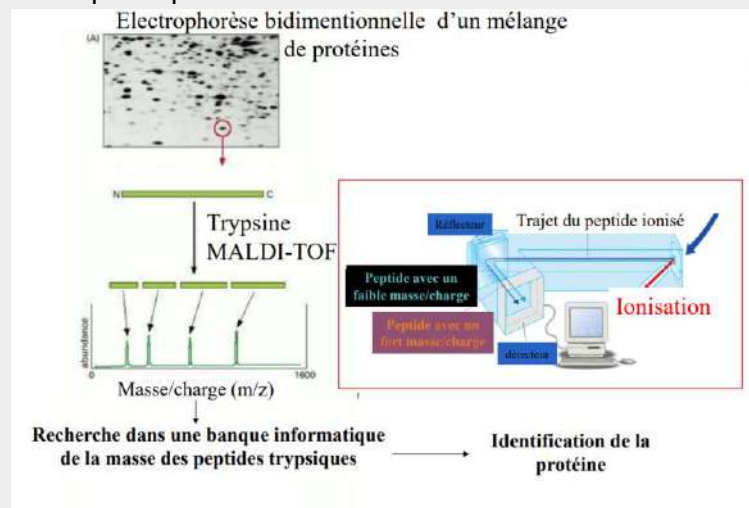 Electrophorèse bidimentionnelle d'un mélange
de protéines
(A)
N
C
Trypsine
MALDI-TOF
abundance
0
1600
Masse/charge (m/z)
Recherche dans une banque informatique
de la masse des peptides trypsiques
Identification de la
protéine
Réflecteur
Trajet du peptide ionisé
Peptide avec un
faible masse/charge
Ionisation
Peptide avec un
fort masse/charge
détecteur